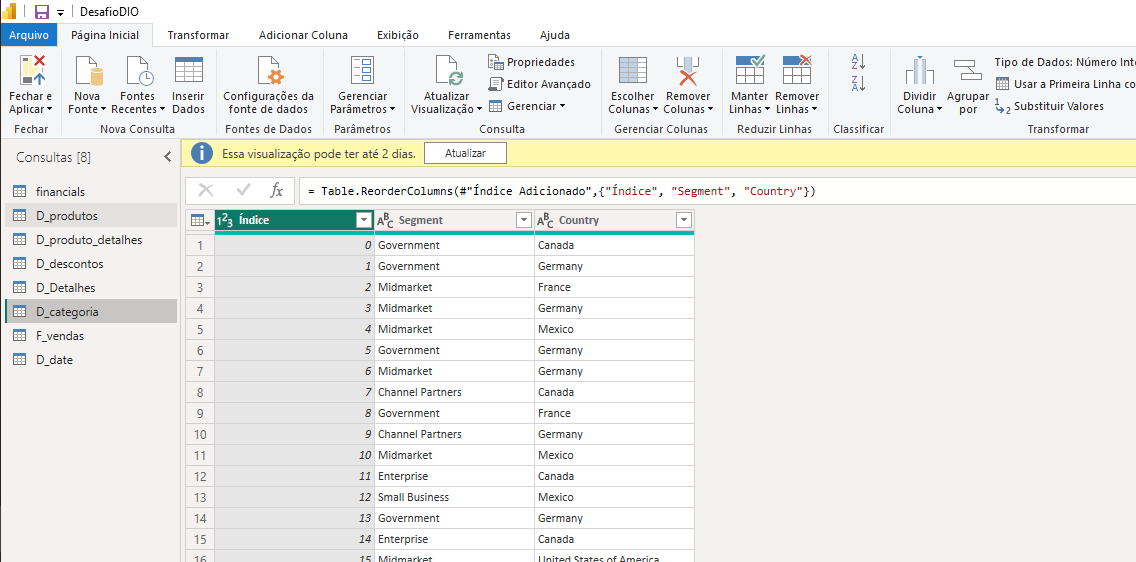 DesafioDIO
Arquivo Página Inicial Transformar Adicionar Coluna Exibição Ferramentas Ajuda
Fechar e Aplicar
Nova Fonte
Fontes Recentes
Inserir Dados
Configurações da fonte de dados
Gerenciar Parâmetros
Atualizar Visualização
Propriedades
Editor Avançado
Gerenciar
Escolher Colunas
Remover Colunas
Manter Linhas
Remover Linhas
A Z
Z A
Dividir Coluna
Agrupar por
Tipo de Dados: Número Inte
Usar a Primeira Linha co
1 2 Substituir Valores
Fechar Nova Consulta Fontes de Dados Parâmetros Consulta Gerenciar Colunas Reduzir Linhas Classificar Transformar
Consultas [8]
financials
D_produtos
D_produto_detalhes
D_descontos
D_Detalhes
D_categoria
F_vendas
D_date
Essa visualização pode ter até 2 dias. Atualizar
fx = Table.ReorderColumns(#"Índice Adicionado",{"Índice", "Segment", "Country"})
1 2 3 Índice A B C Segment A B C Country
1 0 Government Canada
2 1 Government Germany
3 2 Midmarket France
4 3 Midmarket Germany
5 4 Midmarket Mexico
6 5 Government Germany
7 6 Midmarket Germany
8 7 Channel Partners Canada
9 8 Government France
10 9 Channel Partners Germany
11 10 Midmarket Mexico
12 11 Enterprise Canada
13 12 Small Business Mexico
14 13 Government Germany
15 14 Enterprise Canada
16 15 Midmarket United States of America